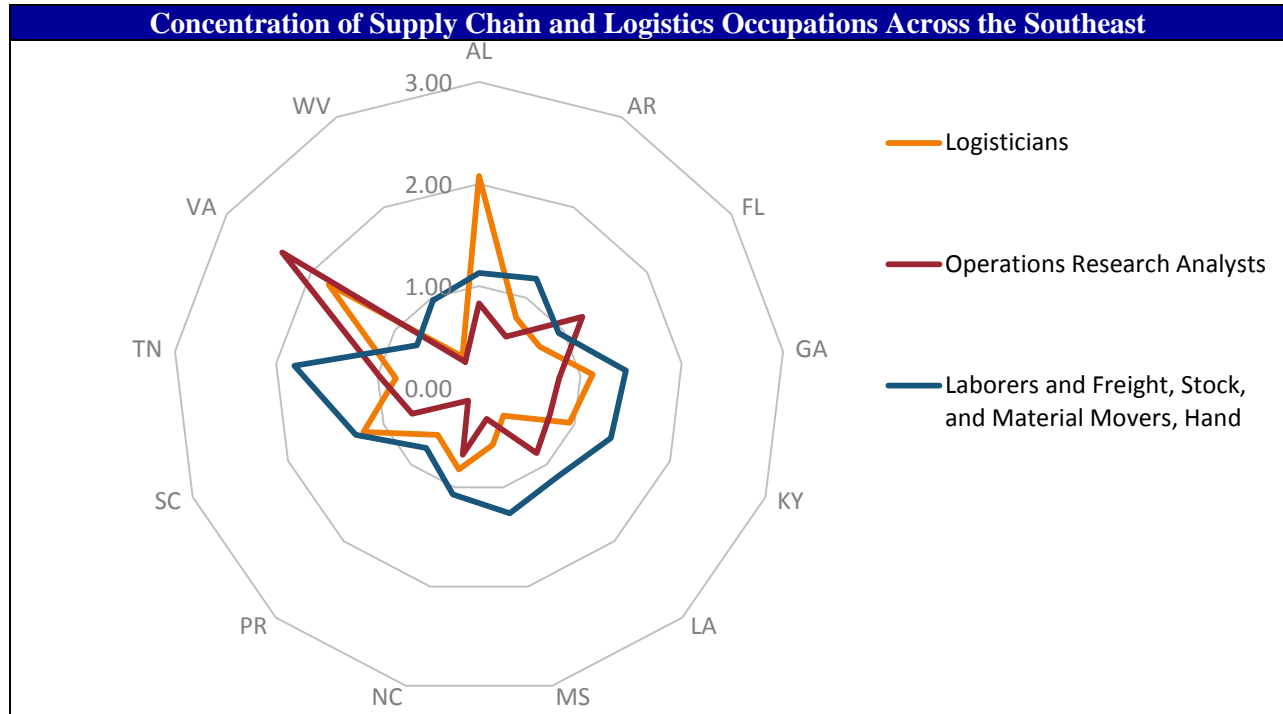 Concentration of Supply Chain and Logistics Occupations Across the Southeast
AL
3.00
WV
AR
Logisticians
2.00
VA
FL
Operations Research Analysts
1.00
TN
GA
0.00
Laborers and Freight, Stock,
and Material Movers, Hand
SC
KY
PR
LA
NC
MS